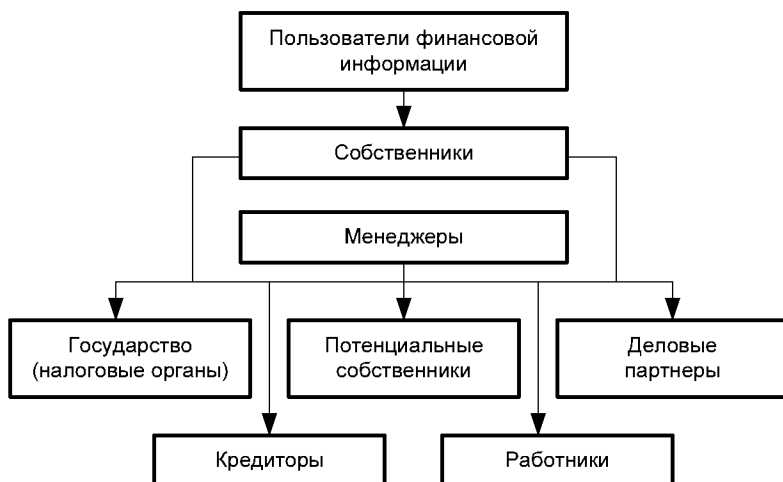 Пользователи финансовой
информации
Собственники
Менеджеры
Государство
(налоговые органы)
Потенциальные
собственники
Деловые
партнеры
Кредиторы
Работники